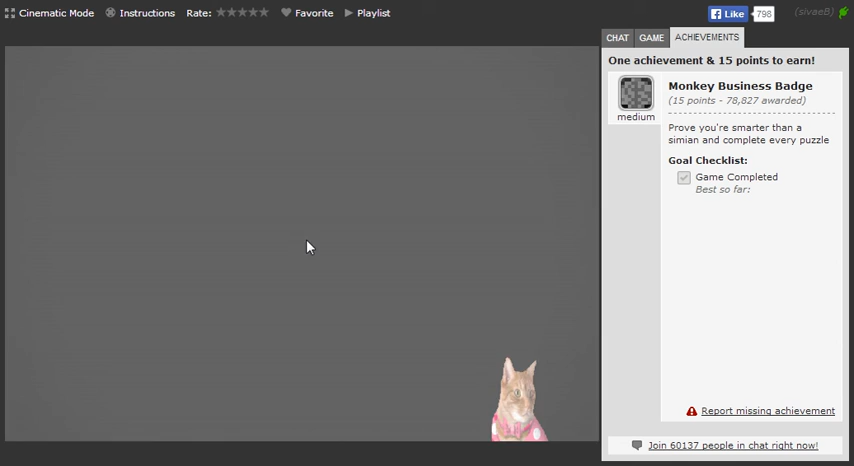 Cinematic Mode Instructions Rate: Favorite Playlist Like 798 (sivaeB)
CHAT GAME ACHIEVEMENTS
One achievement & 15 points to earn!
Monkey Business Badge
(15 points - 78,827 awarded)
medium
Prove you're smarter than a
simian and complete every puzzle
Goal Checklist:
Game Completed
Best so far:
Report missing achievement
Join 60137 people in chat right now!